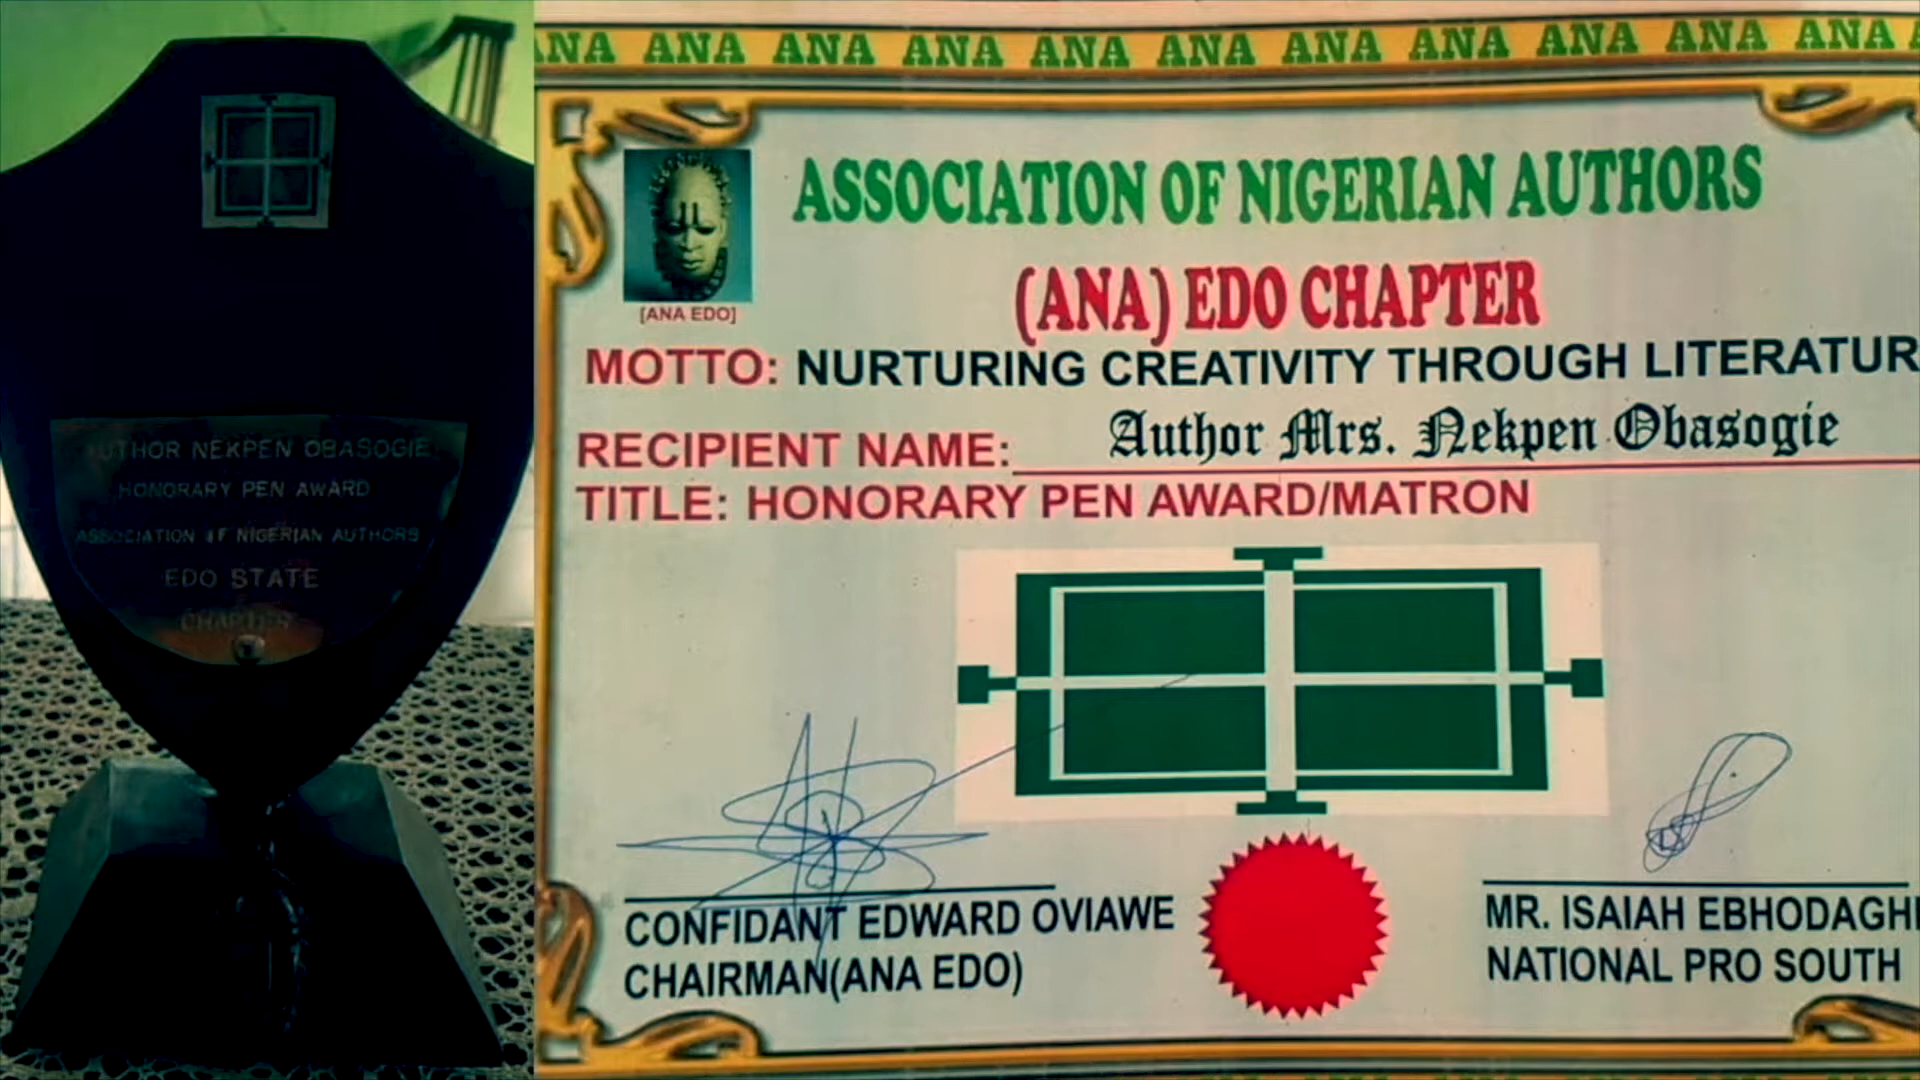 AUTHOR NEKPEN OBASOGIE
HONORARY PEN AWARD
ASSOCIATION OF NIGERIAN AUTHORS
EDO STATE
CHAPTER
ANA ANA ANA ANA ANA ANA ANA ANA ANA ANA ANA
ASSOCIATION OF NIGERIAN AUTHORS
(ANA) EDO CHAPTER
[ANA EDO]
MOTTO: NURTURING CREATIVITY THROUGH LITERATUR
RECIPIENT NAME: Author Mrs. Nekpen Obasogie
TITLE: HONORARY PEN AWARD/MATRON
CONFIDANT EDWARD OVIAWE
CHAIRMAN(ANA EDO)
MR. ISAIAH EBHODAGHI
NATIONAL PRO SOUTH